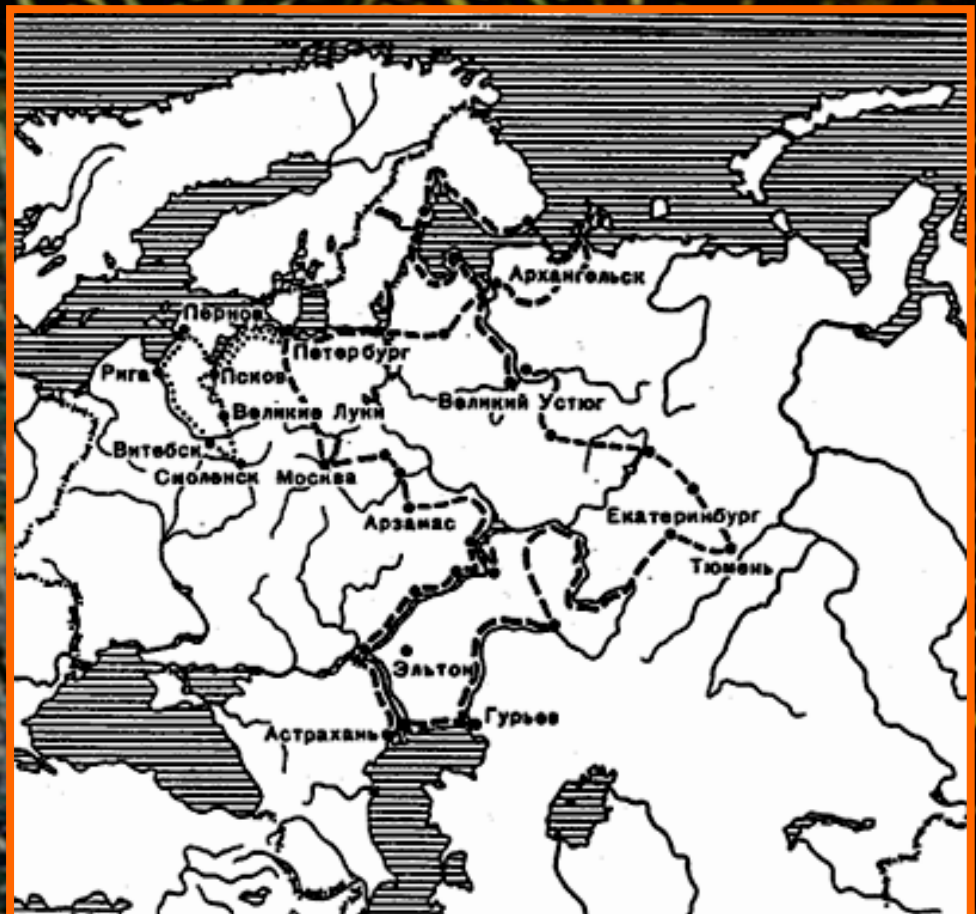 Архангельск
Пернов
Петербург
Рига
Псков
Великий Устюг
Великие Луки
Витебск
Смоленск
Москва
Арзамас
Екатеринбург
Тюмень
Эльтон
Гурьев
Астрахань